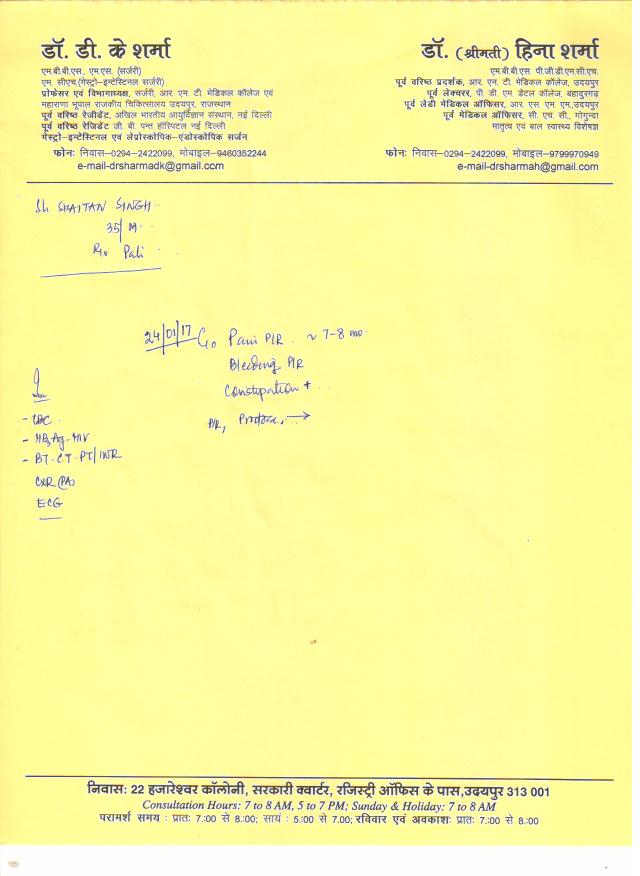 डॉ. डी. के शर्मा
एम.बी.बी.एस., एम.एस. (सर्जरी)
एम. सीएच.(गेस्ट्रो–इन्टेस्टिनल सर्जरी)
प्रोफेसर एवं विभागाध्यक्ष, सर्जरी, आर. एन. टी. मेडिकल कॉलेज एवं
महाराणा भूपाल राजकीय चिकित्सालय उदयपुर, राजस्थान
पूर्व वरिष्ठ रेजीडेंट, अखिल भारतीय आयुर्विज्ञान संस्थान, नई दिल्ली
पूर्व वरिष्ठ रेजिडेंट जी. बी. पन्त हॉस्पिटल नई दिल्ली
गेस्ट्रो–इन्टेस्टिनल एवं लेप्रोस्कोपिक–एंडोस्कोपिक सर्जन
फोनः निवास–0294–2422099, मोबाइल–9460352244
e-mail-drsharmadk@gmail.com
डॉ. (श्रीमती) हिना शर्मा
एम.बी.बी.एस. पी.जी.डी.एम.सी.एच.
पूर्व वरिष्ठ प्रदर्शक, आर. एन. टी. मेडिकल कॉलेज, उदयपुर
पूर्व लेक्चरर, पी. डी. एम. डेंटल कॉलेज, बहादुरगढ़
पूर्व लेडी मेडिकल ऑफिसर, आर. एस. एम. एम.,उदयपुर
पूर्व मेडिकल ऑफिसर, सी. एच. सी., गोगुन्दा
मातृत्व एवं बाल स्वास्थ्य विशेषज्ञ
फोनः निवास–0294–2422099, मोबाइल–9799970949
e-mail-drsharmah@gmail.com
Sh SHAITAN SINGH
35/M
R/o Pali
24/01/17 C/o Pain P/R ~ 7-8 mo
Bleeding P/R
Constipation +
P/R,
- CBC
- HBsAg-HIV
- BT-CT-PT/INR
CXR (PA)
ECG
निवासः 22 हजारेश्वर कॉलोनी, सरकारी क्वार्टर, रजिस्ट्री ऑफिस के पास,उदयपुर 313 001
Consultation Hours: 7 to 8 AM, 5 to 7 PM; Sunday & Holiday: 7 to 8 AM
परामर्श समय : प्रातः 7.:00 से 8.:00; सायं : 5.:00 से 7.00; रविवार एवं अवकाशः प्रातः 7.:00 से 8.:00